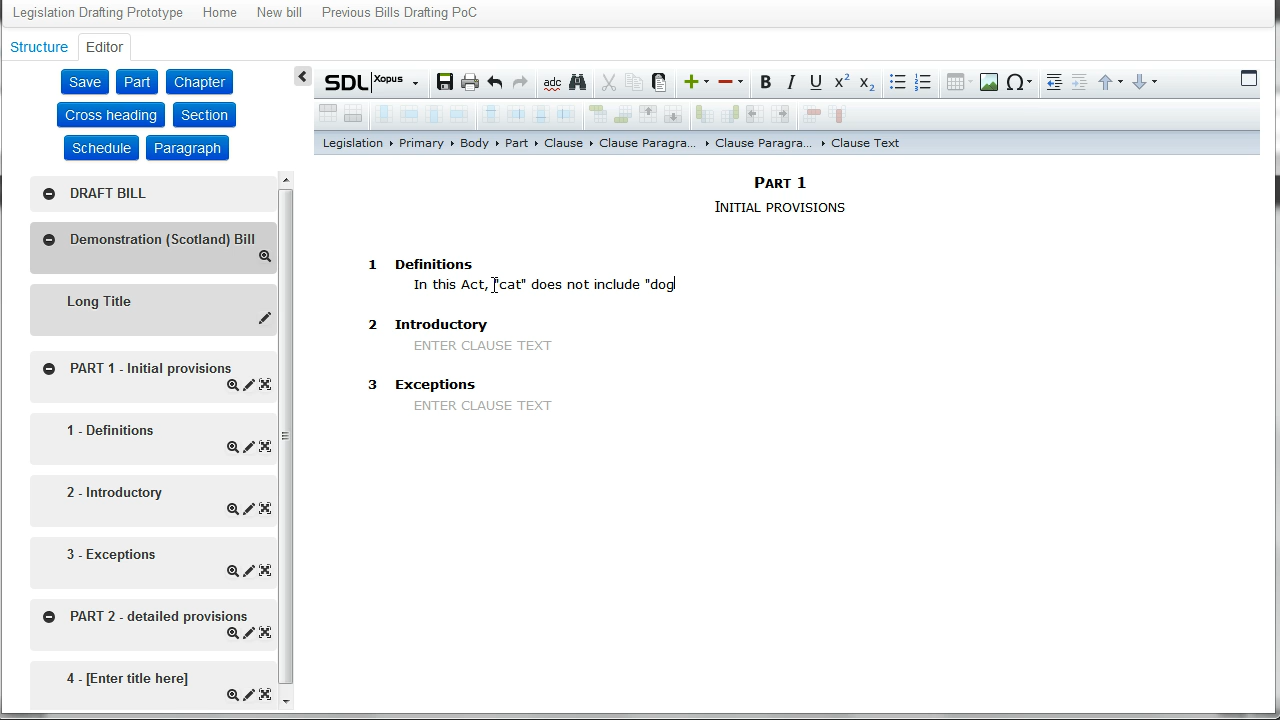 Legislation Drafting Prototype Home New bill Previous Bills Drafting PoC
Structure Editor
Save Part Chapter
Cross heading Section
Schedule Paragraph
DRAFT BILL
Demonstration (Scotland) Bill
Long Title
PART 1 - Initial provisions
1 - Definitions
2 - Introductory
3 - Exceptions
PART 2 - detailed provisions
4 - [Enter title here]
SDL Xopus
abc B I U x² x₂
Legislation Primary Body Part Clause Clause Paragra... Clause Paragra... Clause Text
PART 1
INITIAL PROVISIONS
1 Definitions
In this Act, "cat" does not include "dog
2 Introductory
ENTER CLAUSE TEXT
3 Exceptions
ENTER CLAUSE TEXT